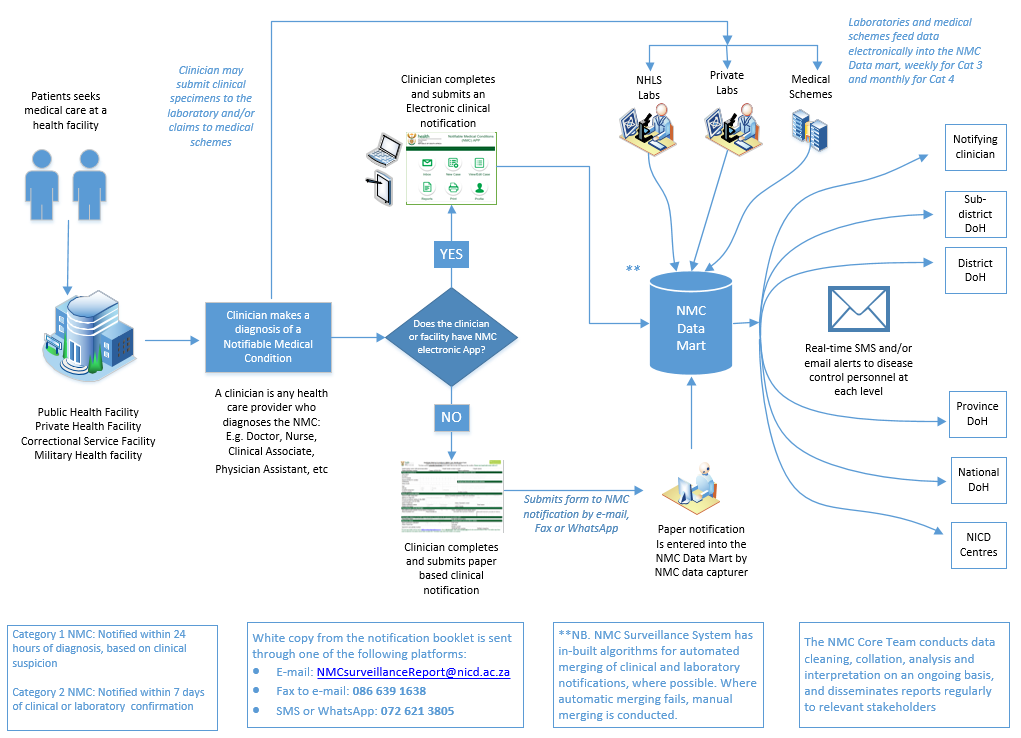 Patients seeks
medical care at a
health facility
Public Health Facility
Private Health Facility
Correctional Service Facility
Military Health facility
Clinician may
submit clinical
specimens to the
laboratory and/or
claims to medical
schemes
Clinician makes a
diagnosis of a
Notifiable Medical
Condition
A clinician is any health
care provider who
diagnoses the NMC:
E.g. Doctor, Nurse,
Clinical Associate,
Physician Assistant, etc
Clinician completes
and submits an
Electronic clinical
notification
health
Notifiable Medical Conditions
(NMC) APP
YES
Does the clinician
or facility have NMC
electronic App?
NO
Clinician completes
and submits paper
based clinical
notification
Submits form to NMC
notification by e-mail,
Fax or WhatsApp
Paper notification
Is entered into the
NMC Data Mart by
NMC data capturer
NHLS
Labs
Private
Labs
Medical
Schemes
Laboratories and medical
schemes feed data
electronically into the NMC
Data mart, weekly for Cat 3
and monthly for Cat 4
**
NMC
Data
Mart
Real-time SMS and/or
email alerts to disease
control personnel at
each level
Notifying
clinician
Sub-
district
DoH
District
DoH
Province
DoH
National
DoH
NICD
Centres
Category 1 NMC: Notified within 24
hours of diagnosis, based on clinical
suspicion
Category 2 NMC: Notified within 7 days
of clinical or laboratory confirmation
White copy from the notification booklet is sent
through one of the following platforms:
• E-mail: NMCsurveillanceReport@nicd.ac.za
• Fax to e-mail: 086 639 1638
• SMS or WhatsApp: 072 621 3805
**NB. NMC Surveillance System has
in-built algorithms for automated
merging of clinical and laboratory
notifications, where possible. Where
automatic merging fails, manual
merging is conducted.
The NMC Core Team conducts data
cleaning, collation, analysis and
interpretation on an ongoing basis,
and disseminates reports regularly
to relevant stakeholders